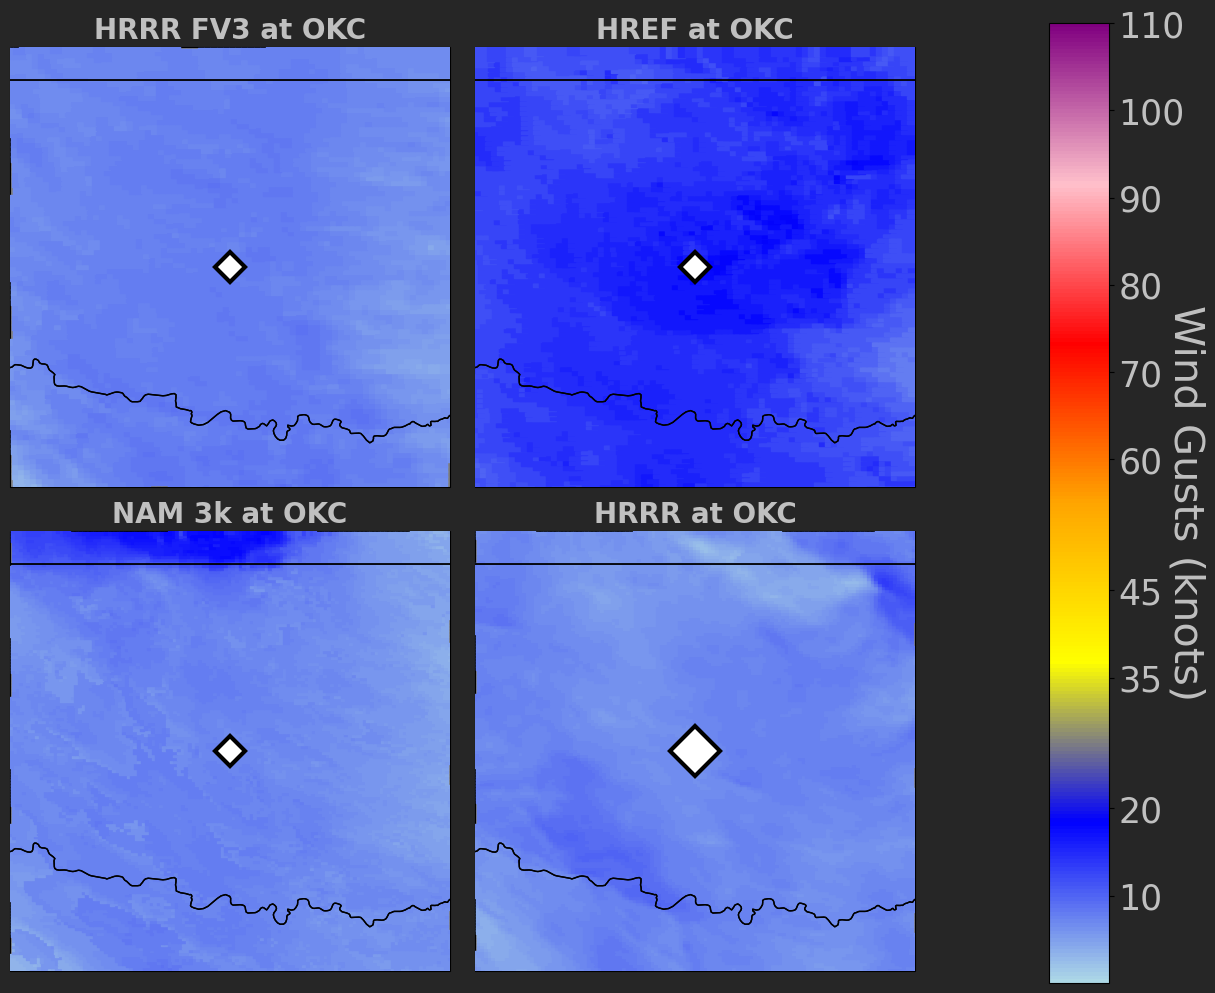 HRRR FV3 at OKC
HREF at OKC
NAM 3k at OKC
HRRR at OKC
110
100
90
80
70
60
45
35
20
10
Wind Gusts (knots)